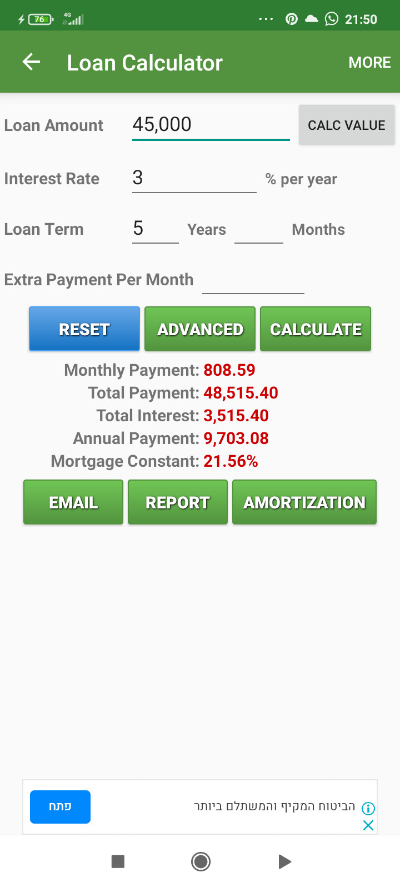 76 4G ... 21:50
Loan Calculator MORE
Loan Amount 45,000 CALC VALUE
Interest Rate 3 % per year
Loan Term 5 Years Months
Extra Payment Per Month
RESET ADVANCED CALCULATE
Monthly Payment: 808.59
Total Payment: 48,515.40
Total Interest: 3,515.40
Annual Payment: 9,703.08
Mortgage Constant: 21.56%
EMAIL REPORT AMORTIZATION
הביטוח המקיף והמשתלם ביותר
פתח